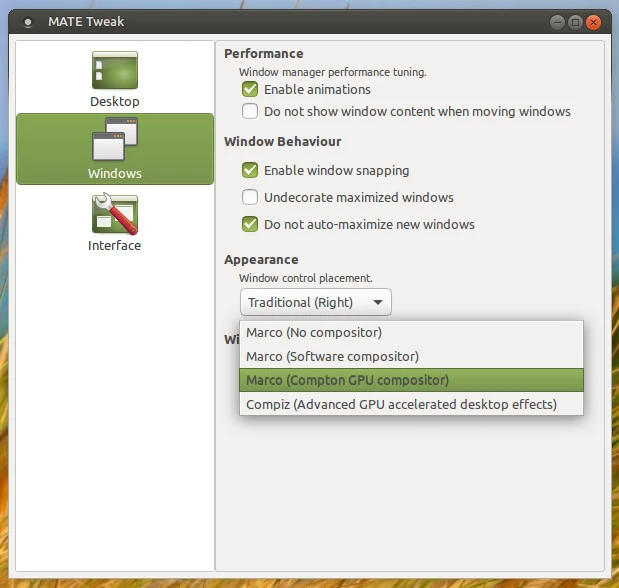 MATE Tweak
Desktop
Windows
Interface
Performance
Window manager performance tuning.
Enable animations
Do not show window content when moving windows
Window Behaviour
Enable window snapping
Undecorate maximized windows
Do not auto-maximize new windows
Appearance
Window control placement.
Traditional (Right)
Wi
Marco (No compositor)
Marco (Software compositor)
Marco (Compton GPU compositor)
Compiz (Advanced GPU accelerated desktop effects)